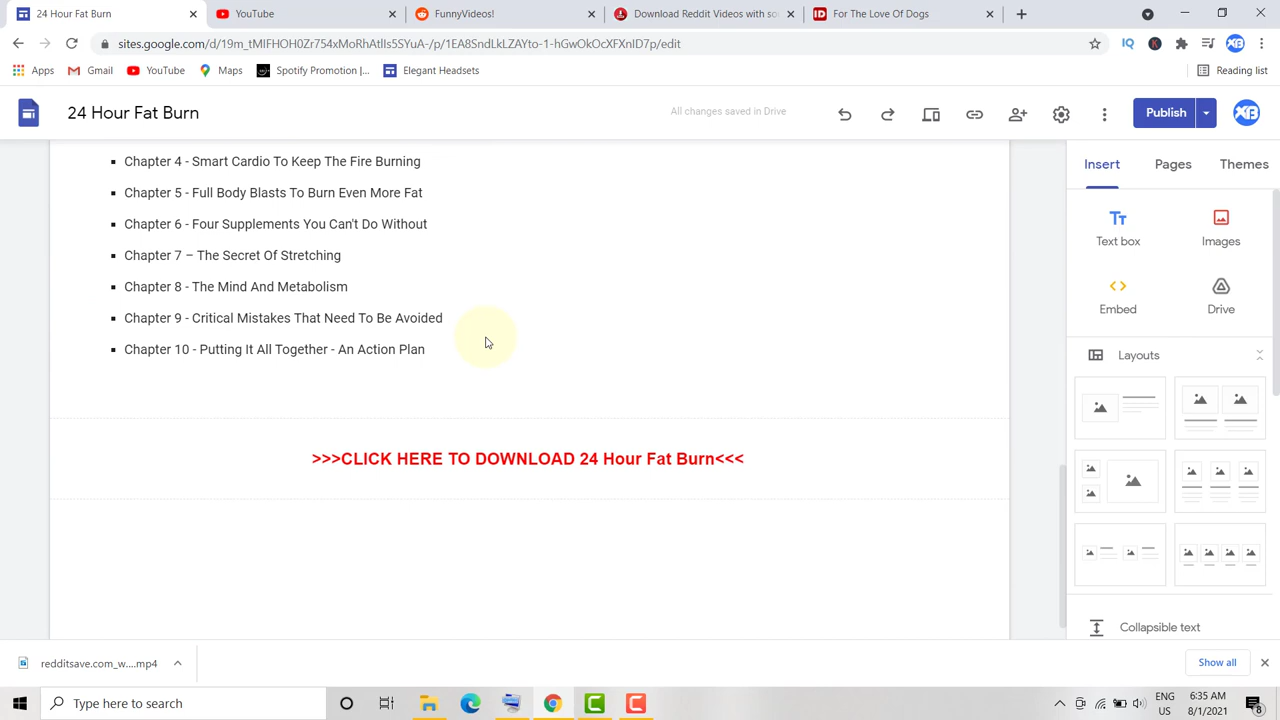 24 Hour Fat Burn
YouTube
FunnyVideos!
Download Reddit Videos with so
For The Love Of Dogs
sites.google.com/d/19m_tMIFHOH0Zr754xMoRhAtlIs5SYuA-/p/1EA8SndLkLZAYto-1-hGwOkOcXFXnID7p/edit
Apps
Gmail
YouTube
Maps
Spotify Promotion |...
Elegant Headsets
Reading list
24 Hour Fat Burn
All changes saved in Drive
Publish
Insert
Pages
Themes
Chapter 4 - Smart Cardio To Keep The Fire Burning
Chapter 5 - Full Body Blasts To Burn Even More Fat
Chapter 6 - Four Supplements You Can't Do Without
Chapter 7 – The Secret Of Stretching
Chapter 8 - The Mind And Metabolism
Chapter 9 - Critical Mistakes That Need To Be Avoided
Chapter 10 - Putting It All Together - An Action Plan
>>>CLICK HERE TO DOWNLOAD 24 Hour Fat Burn<<<
Text box
Images
Embed
Drive
Layouts
Collapsible text
redditsave.com_w....mp4
Show all
Type here to search
ENG
US
6:35 AM
8/1/2021
8